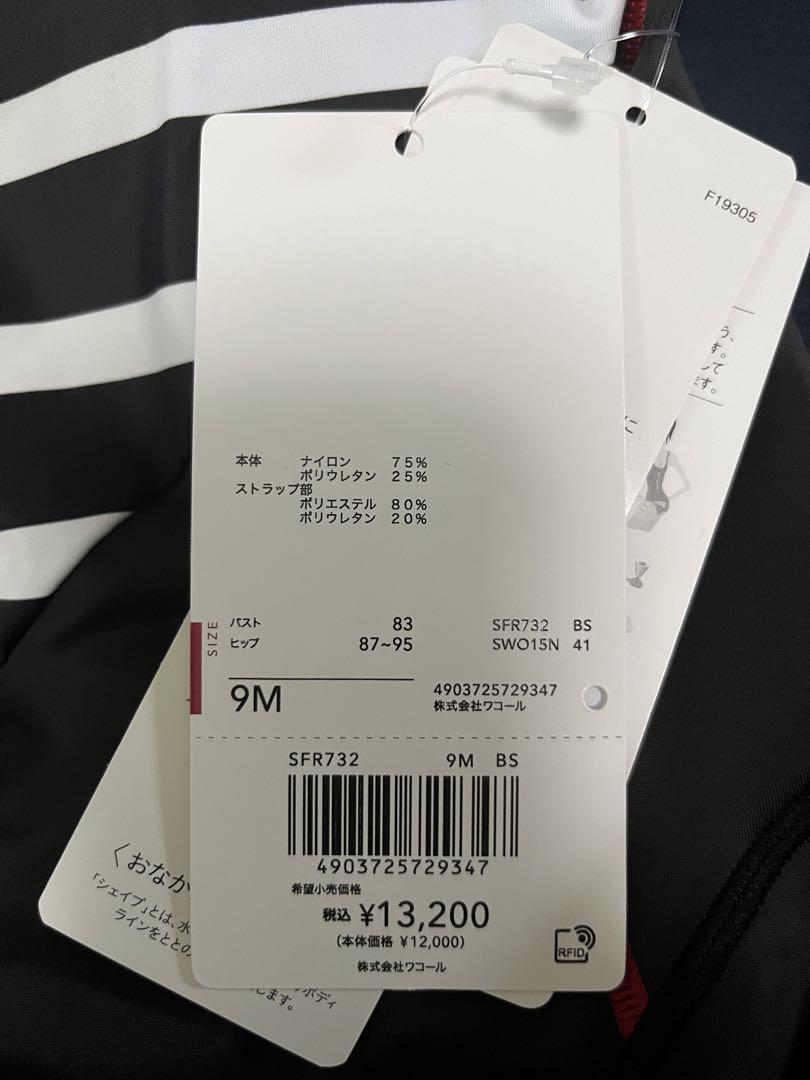 F19305
う、
す。
して
ます。
に
本体 ナイロン 75%
ポリウレタン 25%
ストラップ部
ポリエステル 80%
ポリウレタン 20%
SIZE
バスト 83
ヒップ 87~95
9M
SFR732 BS
SWO15N 41
4903725729347
株式会社ワコール
SFR732 9M BS
4903725729347
希望小売価格
税込 ¥13,200
(本体価格 ¥12,000)
株式会社ワコール
RFID
〈おなか
「シェイプ」とは、水
ボディ
ラインをととの
します。